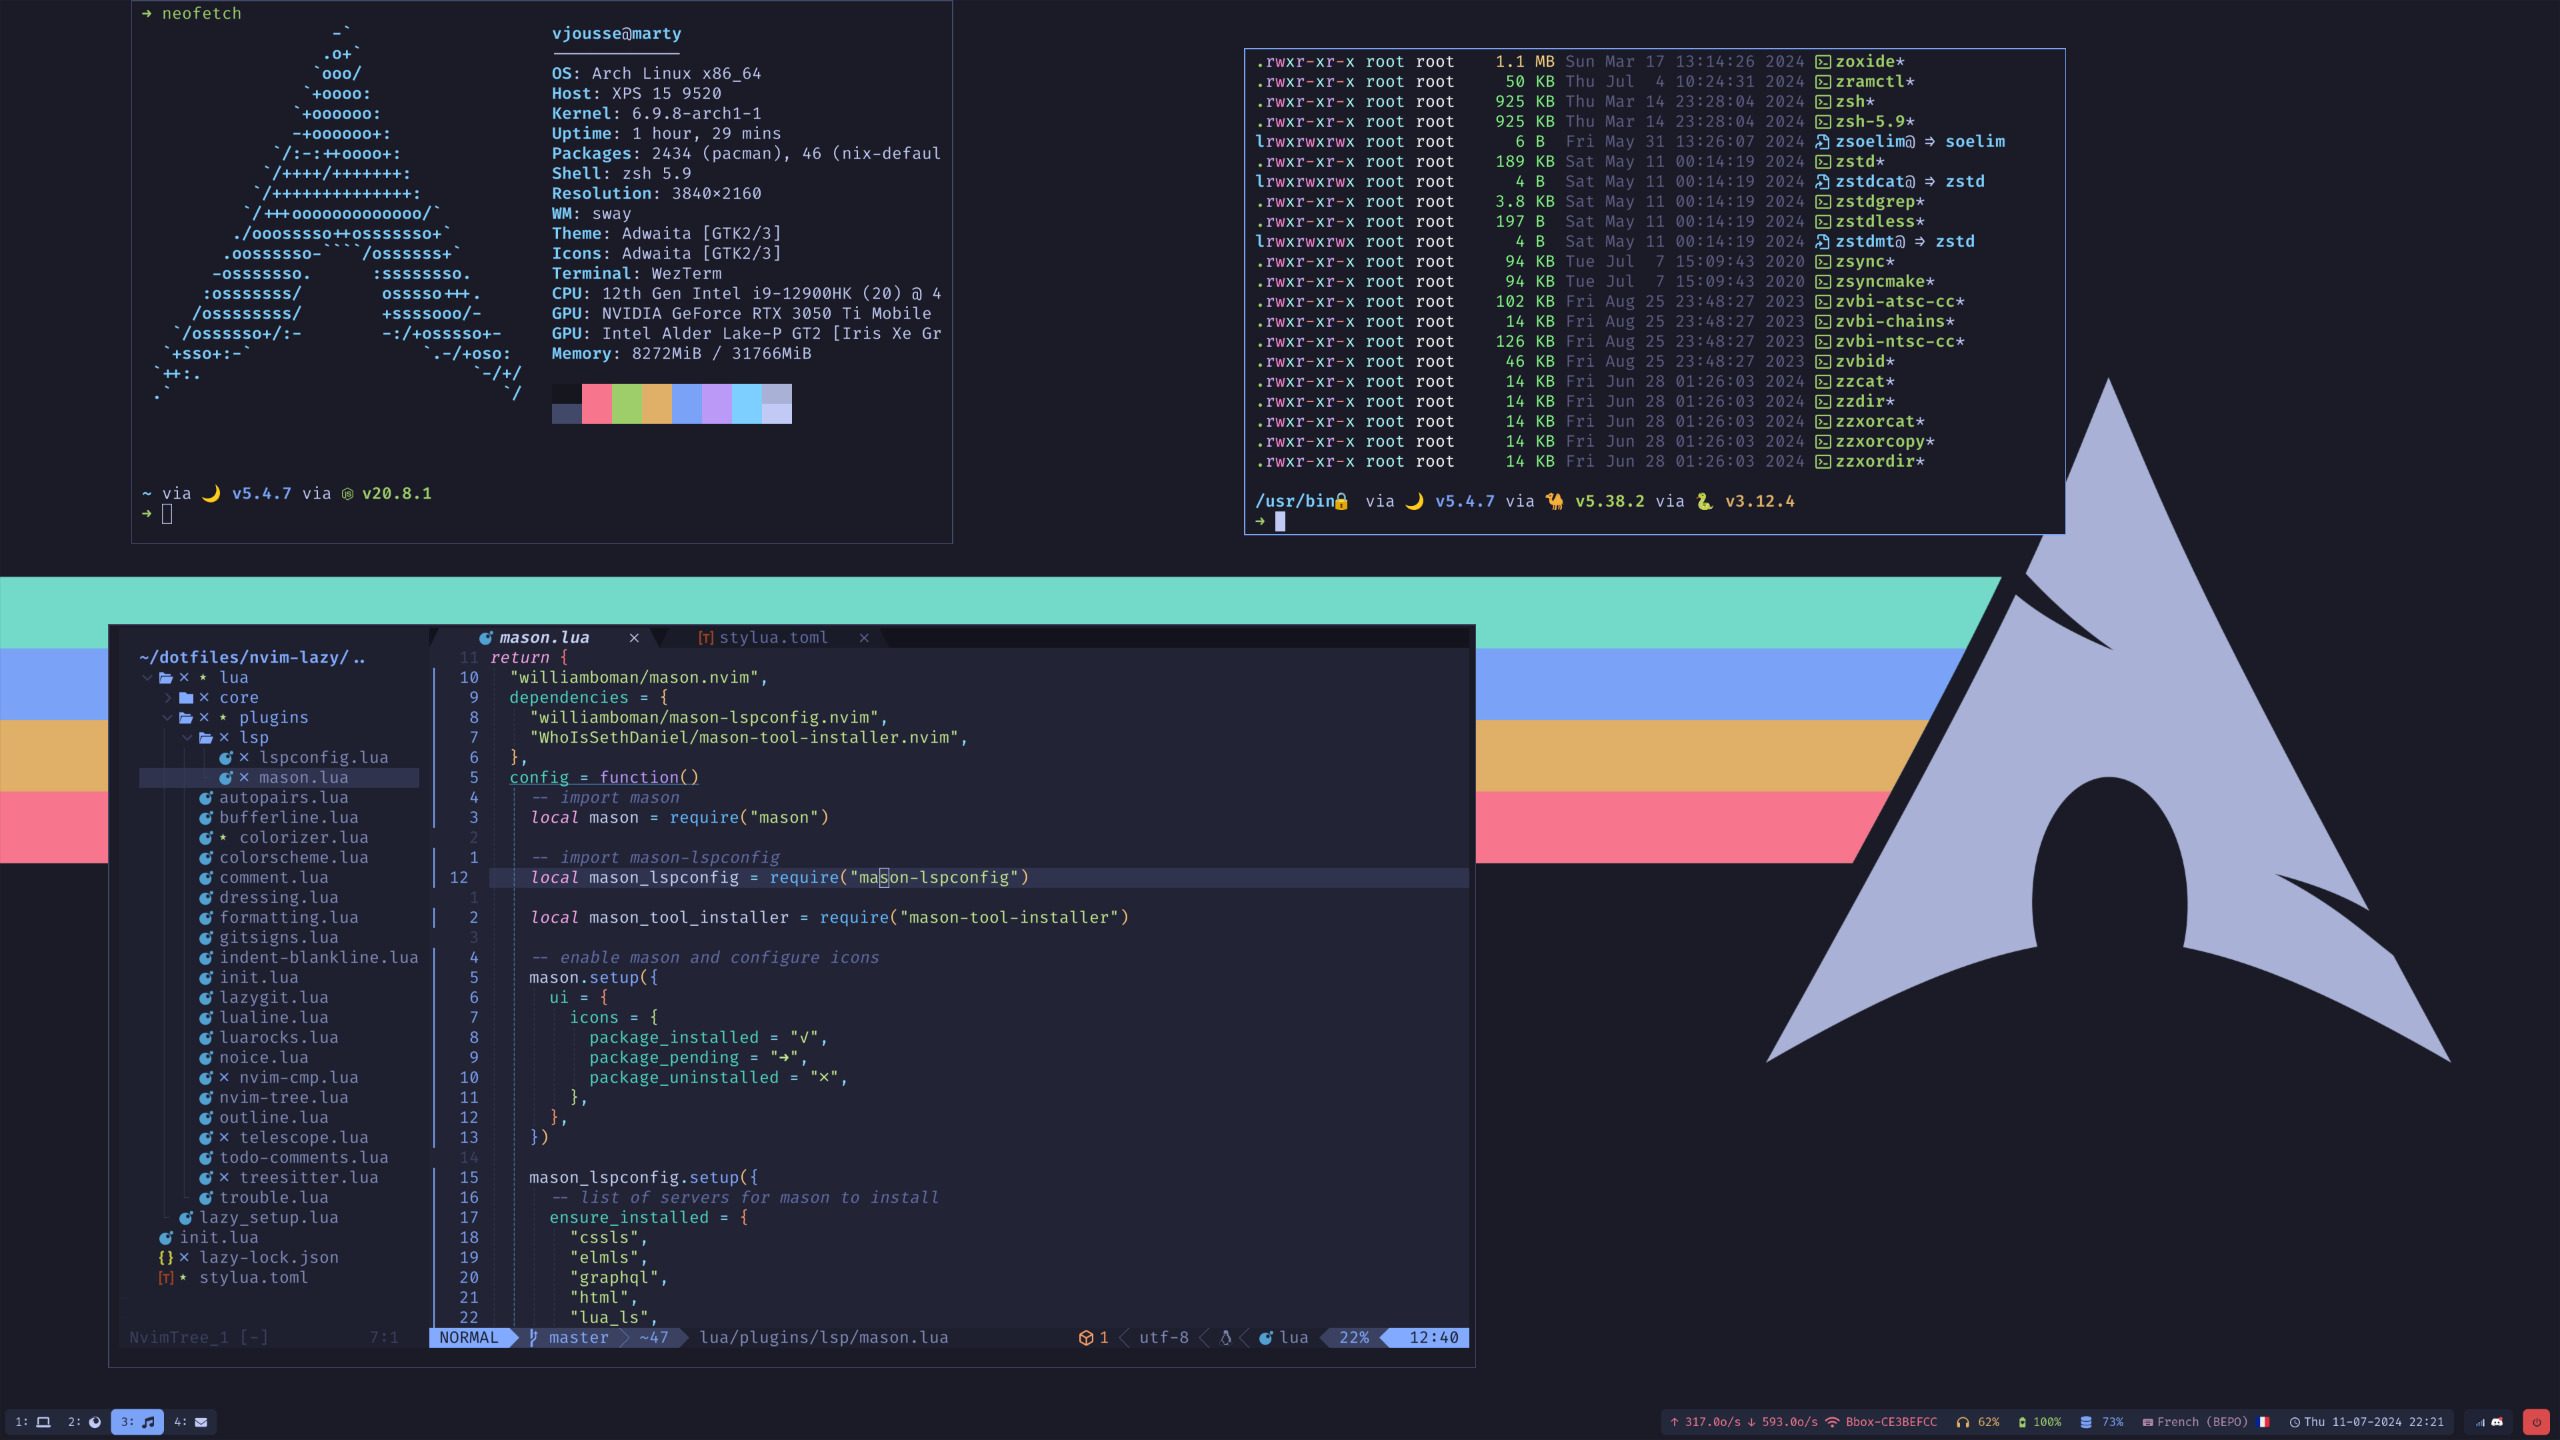 → neofetch
-`
.o+`
`ooo/
`+oooo:
`+oooooo:
-+oooooo+:
`/:-:++oooo+:
`/++++/+++++++:
`/++++++++++++++:
`/+++ooooooooooooo/`
./ooosssso++osssssso+`
.oossssso-````/ossssss+`
-osssssso. :ssssssso.
:osssssss/ osssso+++.
/ossssssss/ +ssssooo/-
`/ossssso+/:- -:/+osssso+-
`+sso+:-` `.-/+oso:
`++:. `-/+/
.` `/
vjousse@marty
OS: Arch Linux x86_64
Host: XPS 15 9520
Kernel: 6.9.8-arch1-1
Uptime: 1 hour, 29 mins
Packages: 2434 (pacman), 46 (nix-defaul
Shell: zsh 5.9
Resolution: 3840×2160
WM: sway
Theme: Adwaita [GTK2/3]
Icons: Adwaita [GTK2/3]
Terminal: WezTerm
CPU: 12th Gen Intel i9-12900HK (20) @ 4
GPU: NVIDIA GeForce RTX 3050 Ti Mobile
GPU: Intel Alder Lake-P GT2 [Iris Xe Gr
Memory: 8272MiB / 31766MiB
~ via 🌙 v5.4.7 via v20.8.1
→
.rwxr-xr-x root root 1.1 MB Sun Mar 17 13:14:26 2024 zoxide*
.rwxr-xr-x root root 50 KB Thu Jul 4 10:24:31 2024 zramctl*
.rwxr-xr-x root root 925 KB Thu Mar 14 23:28:04 2024 zsh*
.rwxr-xr-x root root 925 KB Thu Mar 14 23:28:04 2024 zsh-5.9*
lrwxrwxrwx root root 6 B Fri May 31 13:26:07 2024 zsoelim@ ⇒ soelim
.rwxr-xr-x root root 189 KB Sat May 11 00:14:19 2024 zstd*
lrwxrwxrwx root root 4 B Sat May 11 00:14:19 2024 zstdcat@ ⇒ zstd
.rwxr-xr-x root root 3.8 KB Sat May 11 00:14:19 2024 zstdgrep*
.rwxr-xr-x root root 197 B Sat May 11 00:14:19 2024 zstdless*
lrwxrwxrwx root root 4 B Sat May 11 00:14:19 2024 zstdmt@ ⇒ zstd
.rwxr-xr-x root root 94 KB Tue Jul 7 15:09:43 2020 zsync*
.rwxr-xr-x root root 94 KB Tue Jul 7 15:09:43 2020 zsyncmake*
.rwxr-xr-x root root 102 KB Fri Aug 25 23:48:27 2023 zvbi-atsc-cc*
.rwxr-xr-x root root 14 KB Fri Aug 25 23:48:27 2023 zvbi-chains*
.rwxr-xr-x root root 126 KB Fri Aug 25 23:48:27 2023 zvbi-ntsc-cc*
.rwxr-xr-x root root 46 KB Fri Aug 25 23:48:27 2023 zvbid*
.rwxr-xr-x root root 14 KB Fri Jun 28 01:26:03 2024 zzcat*
.rwxr-xr-x root root 14 KB Fri Jun 28 01:26:03 2024 zzdir*
.rwxr-xr-x root root 14 KB Fri Jun 28 01:26:03 2024 zzxorcat*
.rwxr-xr-x root root 14 KB Fri Jun 28 01:26:03 2024 zzxorcopy*
.rwxr-xr-x root root 14 KB Fri Jun 28 01:26:03 2024 zzxordir*
/usr/bin🔒 via 🌙 v5.4.7 via 🐪 v5.38.2 via 🐍 v3.12.4
→
~/dotfiles/nvim-lazy/..
× * lua
× core
× * plugins
× lsp
× lspconfig.lua
× mason.lua
autopairs.lua
bufferline.lua
* colorizer.lua
colorscheme.lua
comment.lua
dressing.lua
formatting.lua
gitsigns.lua
indent-blankline.lua
init.lua
lazygit.lua
lualine.lua
luarocks.lua
noice.lua
× nvim-cmp.lua
nvim-tree.lua
outline.lua
× telescope.lua
todo-comments.lua
× treesitter.lua
trouble.lua
lazy_setup.lua
init.lua
{} × lazy-lock.json
[T] * stylua.toml
NvimTree_1 [-] 7:1
mason.lua × [T] stylua.toml ×
11 return {
10 "williamboman/mason.nvim",
9 dependencies = {
8 "williamboman/mason-lspconfig.nvim",
7 "WhoIsSethDaniel/mason-tool-installer.nvim",
6 },
5 config = function()
4 -- import mason
3 local mason = require("mason")
2
1 -- import mason-lspconfig
12 local mason_lspconfig = require("mason-lspconfig")
1
2 local mason_tool_installer = require("mason-tool-installer")
3
4 -- enable mason and configure icons
5 mason.setup({
6 ui = {
7 icons = {
8 package_installed = "✓",
9 package_pending = "➜",
10 package_uninstalled = "✗",
11 },
12 },
13 })
14
15 mason_lspconfig.setup({
16 -- list of servers for mason to install
17 ensure_installed = {
18 "cssls",
19 "elmls",
20 "graphql",
21 "html",
22 "lua_ls",
NORMAL master ~47 lua/plugins/lsp/mason.lua 1 utf-8 lua 22% 12:40
1: 2: 3: 4:
↑ 317.0o/s ↓ 593.0o/s Bbox-CE3BEFCC 62% 100% 73% French (BEPO) 🇫🇷 Thu 11-07-2024 22:21